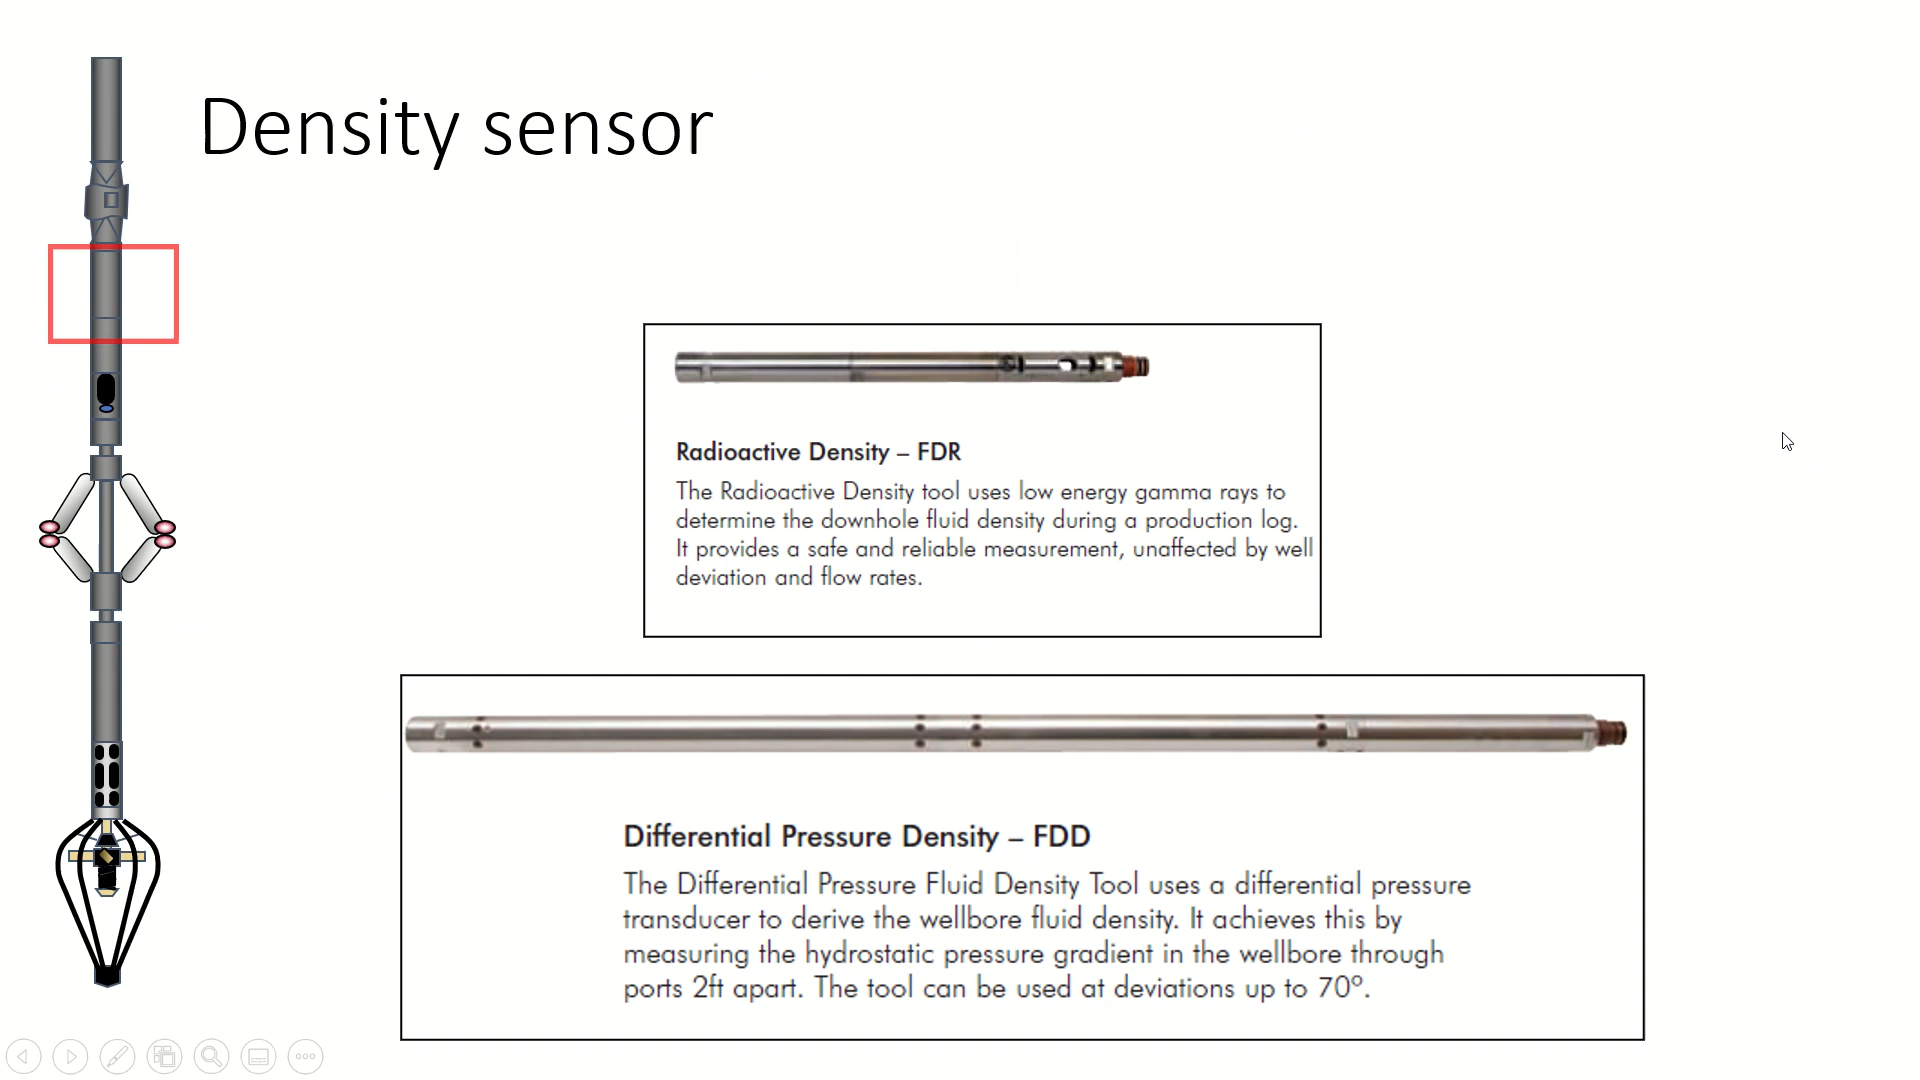 Density sensor
Radioactive Density – FDR
The Radioactive Density tool uses low energy gamma rays to
determine the downhole fluid density during a production log.
It provides a safe and reliable measurement, unaffected by well
deviation and flow rates.
Differential Pressure Density – FDD
The Differential Pressure Fluid Density Tool uses a differential pressure
transducer to derive the wellbore fluid density. It achieves this by
measuring the hydrostatic pressure gradient in the wellbore through
ports 2ft apart. The tool can be used at deviations up to 70º.